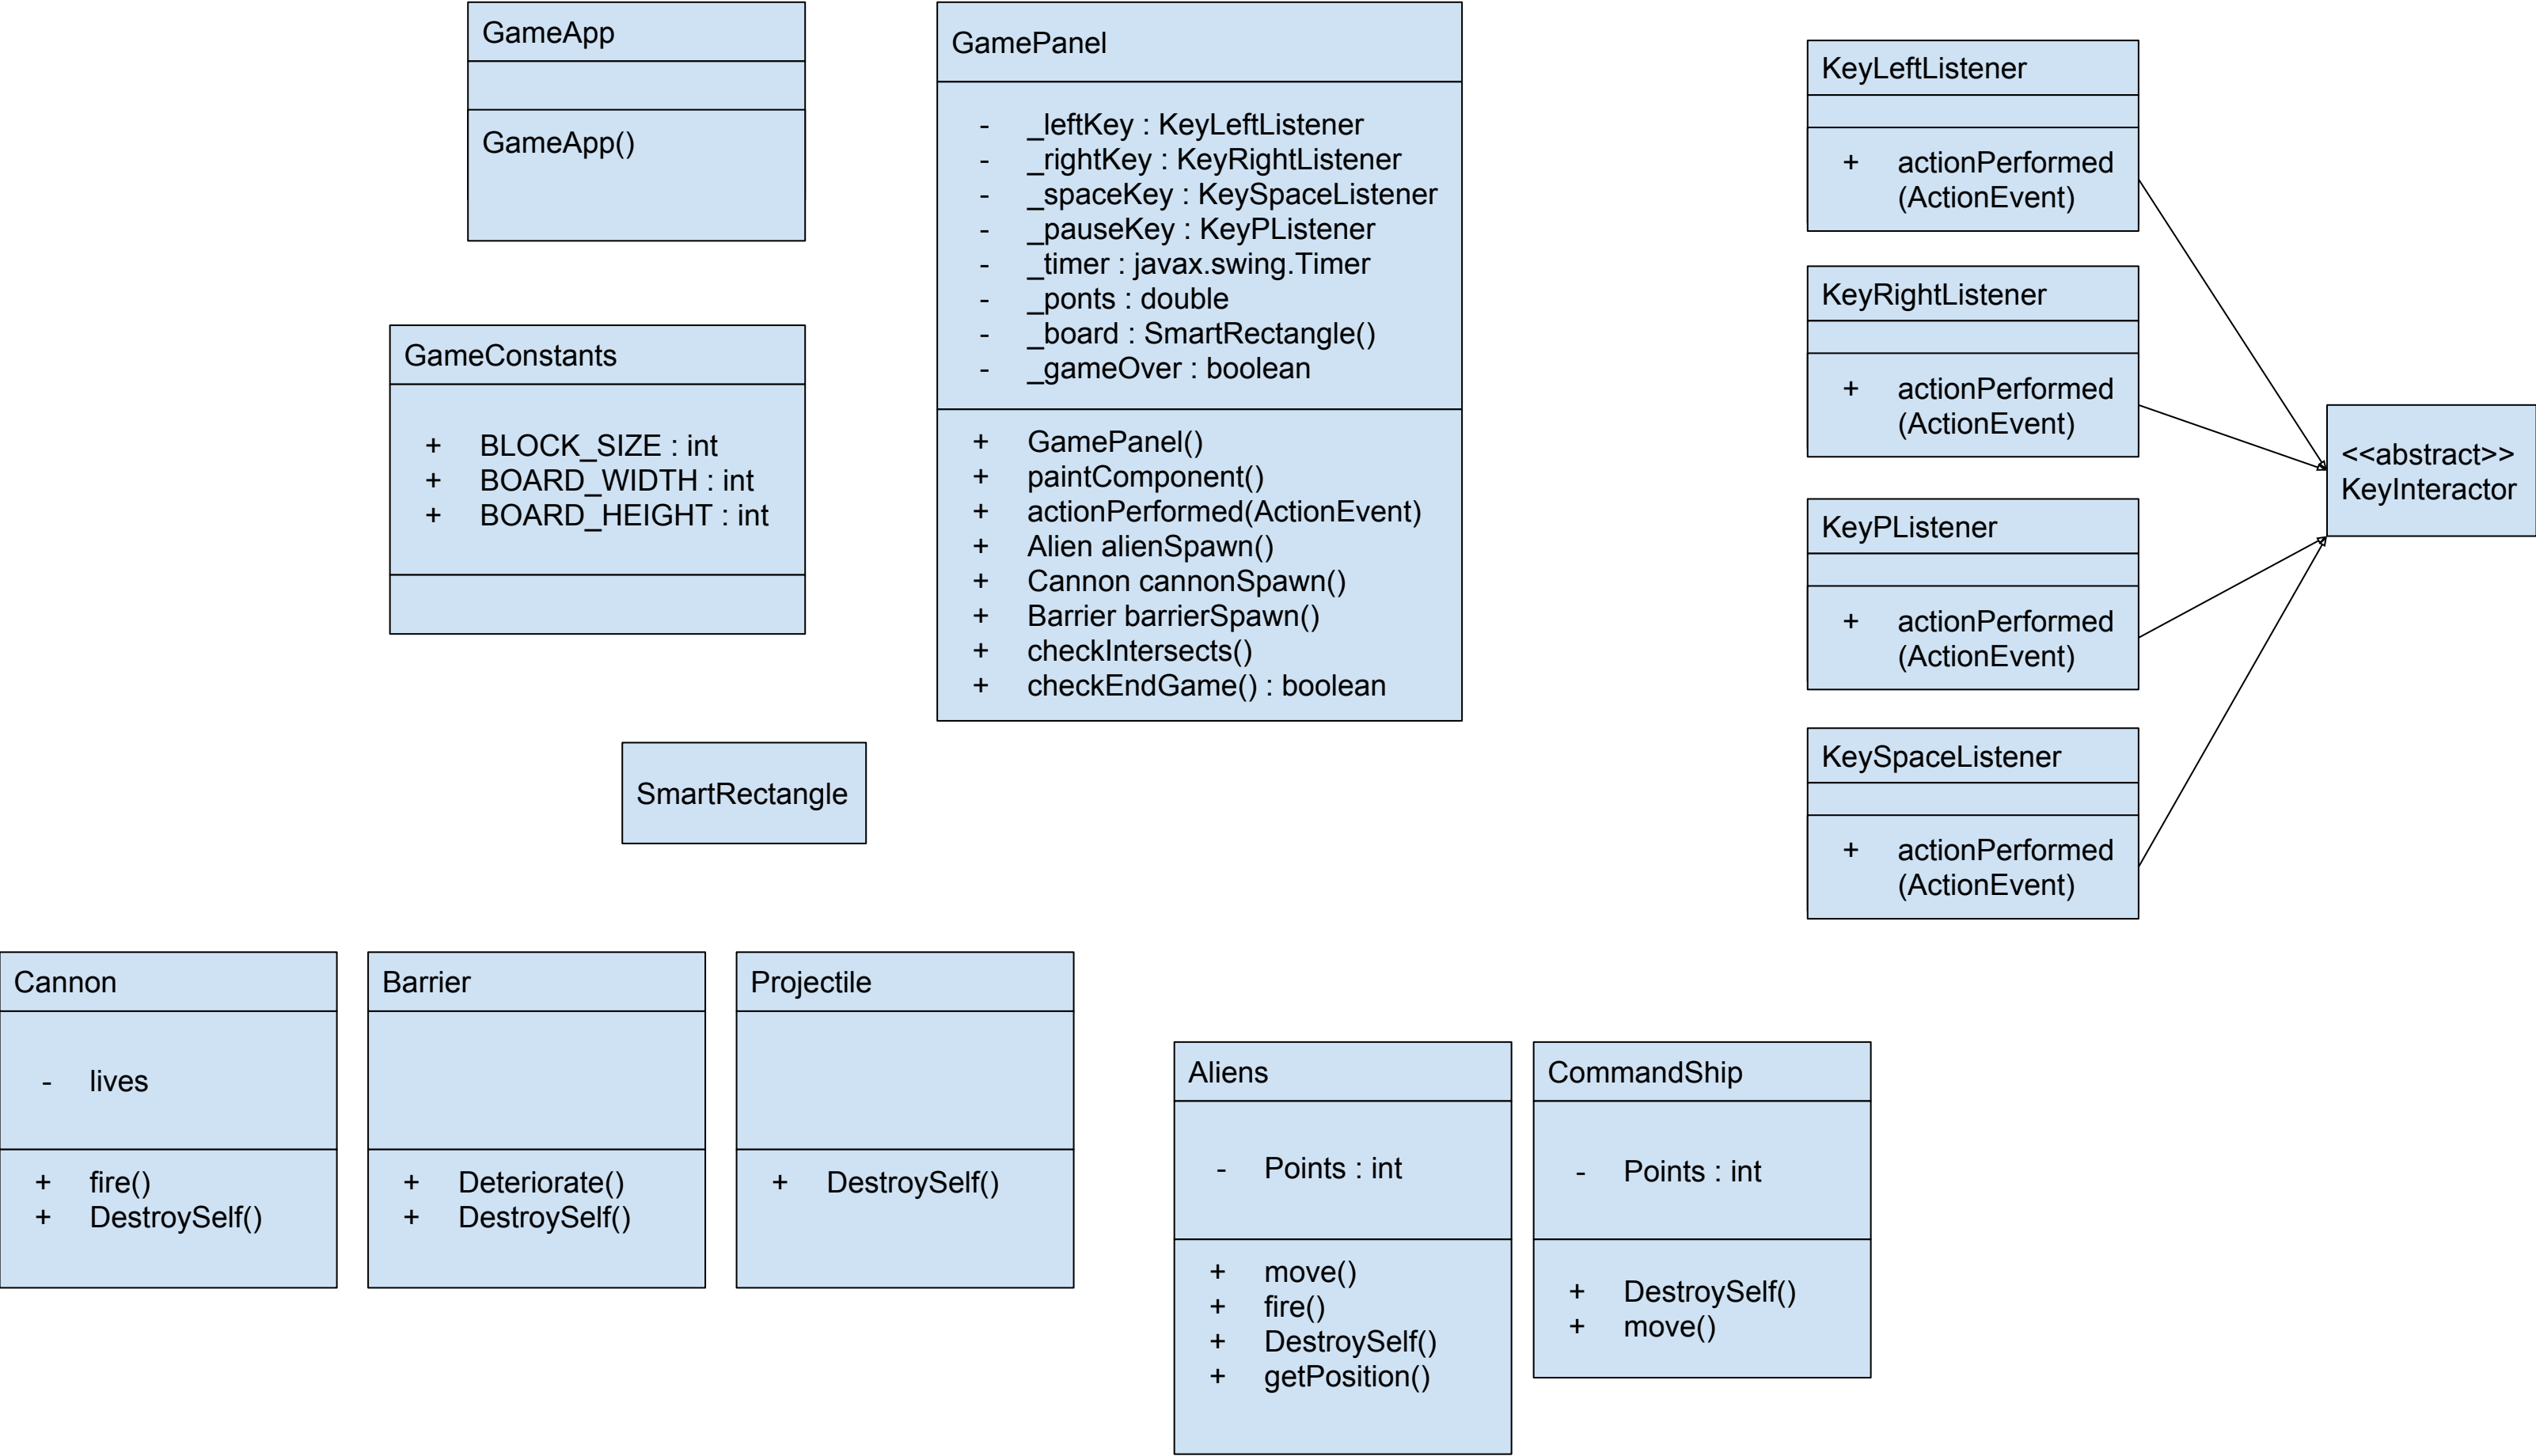 GameApp
GameApp()
GamePanel
- _leftKey : KeyLeftListener
- _rightKey : KeyRightListener
- _spaceKey : KeySpaceListener
- _pauseKey : KeyPListener
- _timer : javax.swing.Timer
- _ponts : double
- _board : SmartRectangle()
- _gameOver : boolean
+ GamePanel()
+ paintComponent()
+ actionPerformed(ActionEvent)
+ Alien alienSpawn()
+ Cannon cannonSpawn()
+ Barrier barrierSpawn()
+ checkIntersects()
+ checkEndGame() : boolean
GameConstants
+ BLOCK_SIZE : int
+ BOARD_WIDTH : int
+ BOARD_HEIGHT : int
SmartRectangle
KeyLeftListener
+ actionPerformed
(ActionEvent)
KeyRightListener
+ actionPerformed
(ActionEvent)
KeyPListener
+ actionPerformed
(ActionEvent)
KeySpaceListener
+ actionPerformed
(ActionEvent)
<<abstract>>
KeyInteractor
Cannon
- lives
+ fire()
+ DestroySelf()
Barrier
+ Deteriorate()
+ DestroySelf()
Projectile
+ DestroySelf()
Aliens
- Points : int
+ move()
+ fire()
+ DestroySelf()
+ getPosition()
CommandShip
- Points : int
+ DestroySelf()
+ move()